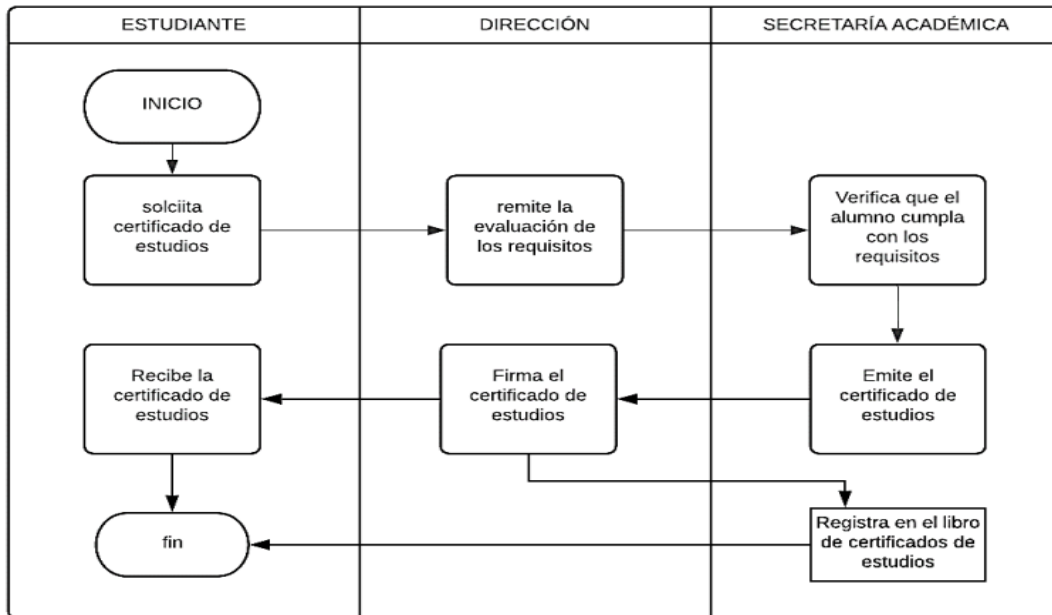 ESTUDIANTE
DIRECCIÓN
SECRETARÍA ACADÉMICA
INICIO
solciita
certificado de
estudios
remite la
evaluación de
los requisitos
Verifica que el
alumno cumpla
con los
requisitos
Recibe la
certificado de
estudios
Firma el
certificado de
estudios
Emite el
certificado de
estudios
fin
Registra en el libro
de certificados de
estudios